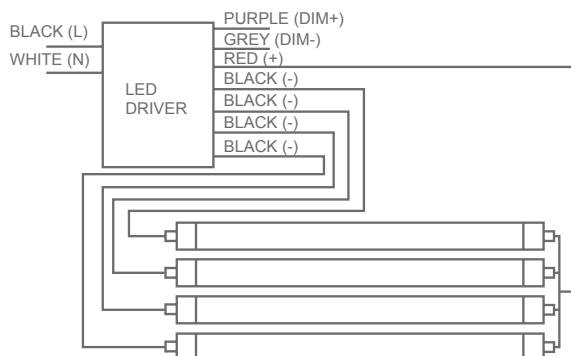 BLACK (L)
WHITE (N)
LED
DRIVER
PURPLE (DIM+)
GREY (DIM-)
RED (+)
BLACK (-)
BLACK (-)
BLACK (-)
BLACK (-)